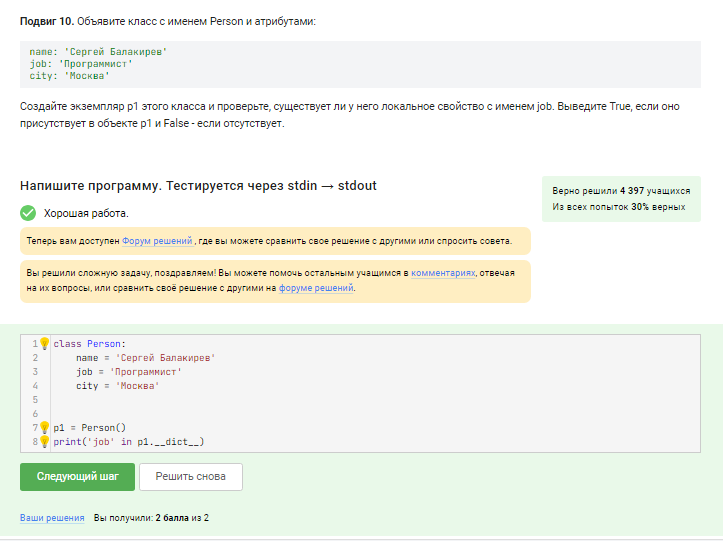 Подвиг 10. Объявите класс с именем Person и атрибутами:
name: 'Сергей Балакирев'
job: 'Программист'
city: 'Москва'
Создайте экземпляр p1 этого класса и проверьте, существует ли у него локальное свойство с именем job. Выведите True, если оно
присутствует в объекте p1 и False - если отсутствует.
Напишите программу. Тестируется через stdin → stdout
Верно решили 4 397 учащихся
Из всех попыток 30% верных
Хорошая работа.
Теперь вам доступен Форум решений, где вы можете сравнить свое решение с другими или спросить совета.
Вы решили сложную задачу, поздравляем! Вы можете помочь остальным учащимся в комментариях, отвечая
на их вопросы, или сравнить своё решение с другими на форуме решений.
1 class Person:
2     name = 'Сергей Балакирев'
3     job = 'Программист'
4     city = 'Москва'
5
6
7 p1 = Person()
8 print('job' in p1.__dict__)
Следующий шаг Решить снова
Ваши решения Вы получили: 2 балла из 2